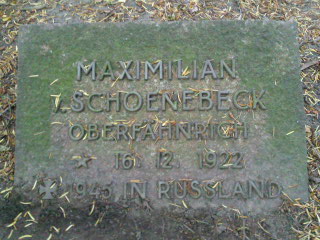 MAXIMILIAN
v. SCHOENEBECK
OBERFÄHNRICH
* 16. 12. 1922
✠ 1945 IN RUSSLAND